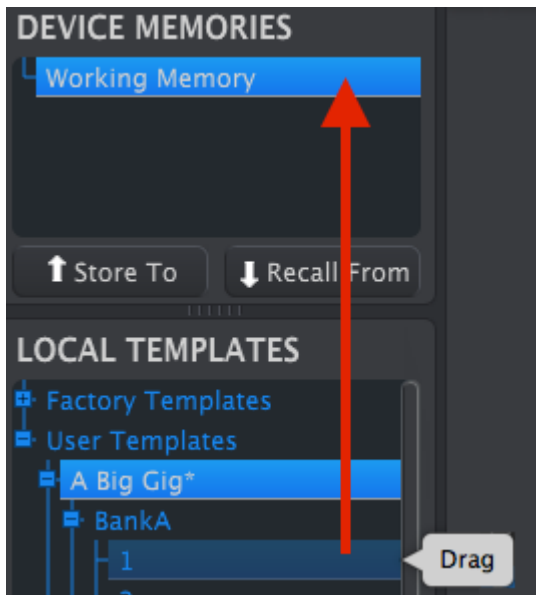 DEVICE MEMORIES
Working Memory
Store To
Recall From
LOCAL TEMPLATES
Factory Templates
User Templates
A Big Gig*
BankA
1
Drag